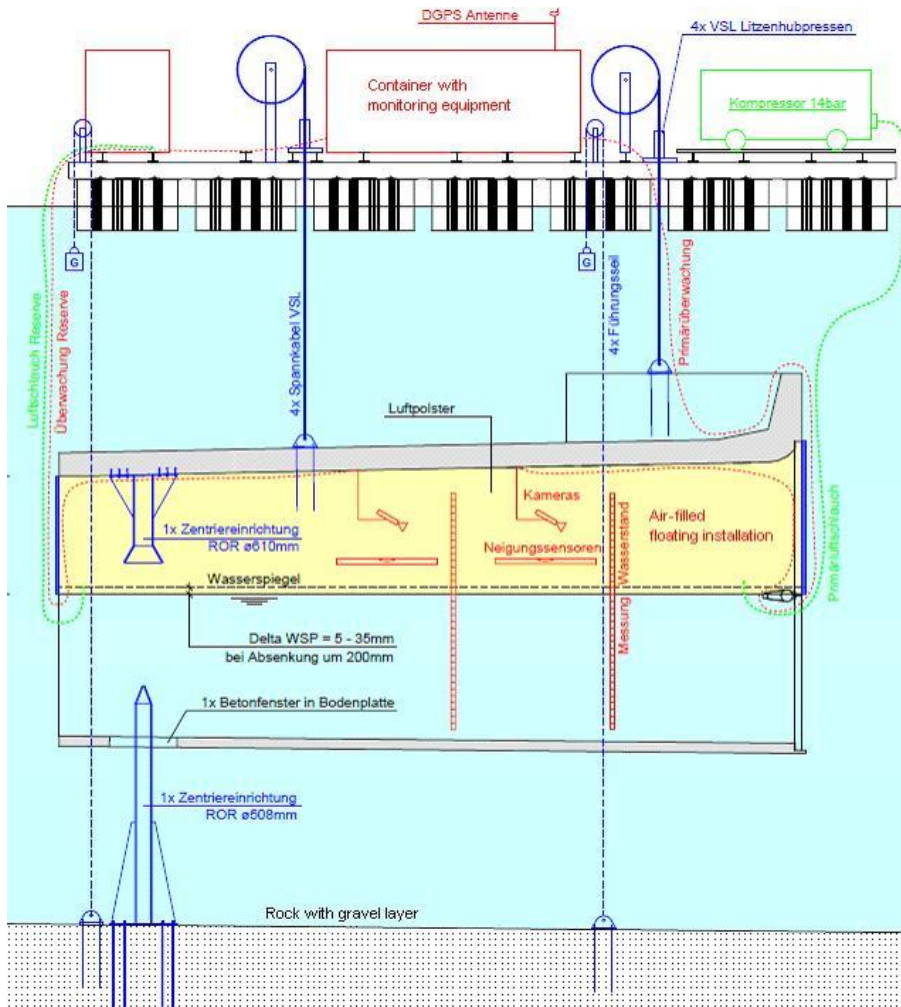 DGPS Antenne
4x VSL Litzenhubpressen
Container with
monitoring equipment
Kompressor 14bar
G
G
Luftschlauch Reserve
Überwachung Reserve
4x Spannkabel VSL
4x Führungsseil
Primärüberwachung
Luftpolster
Kameras
1x Zentriereinrichtung
ROR ø610mm
Neigungssensoren
Air-filled
floating installation
Messung Wasserstand
Primärluftschlauch
Wasserspiegel
Delta WSP = 5 - 35mm
bei Absenkung um 200mm
1x Betonfenster in Bodenplatte
1x Zentriereinrichtung
ROR ø508mm
Rock with gravel layer